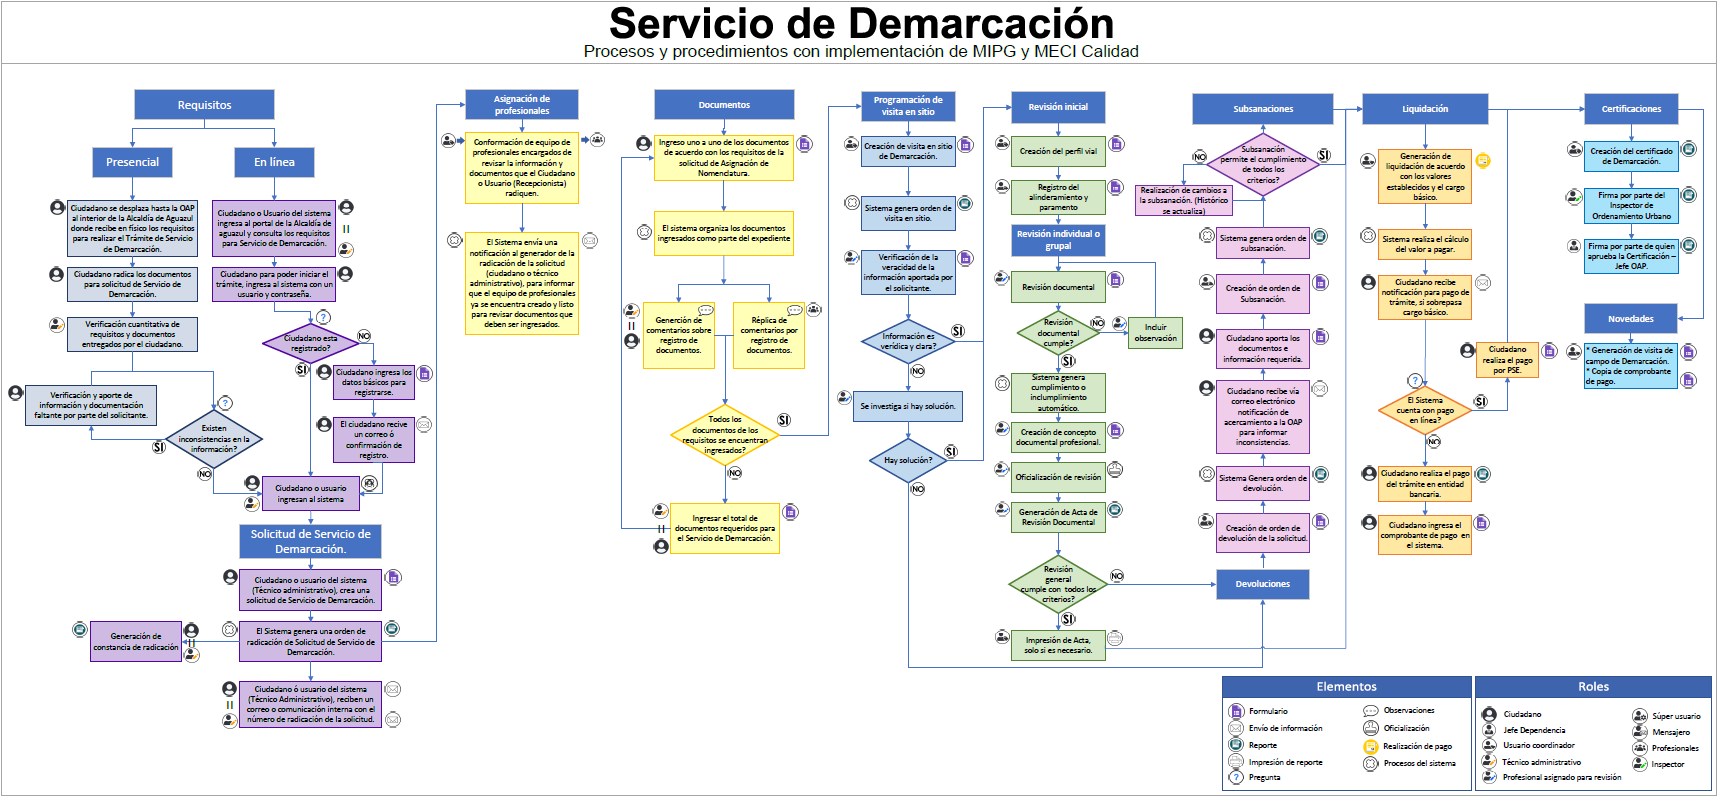 Servicio de Demarcación
Procesos y procedimientos con implementación de MIPG y MECI Calidad
Requisitos
Presencial
En línea
Ciudadano se desplaza hasta la OAP
al interior de la Alcaldía de Aguazul
donde recibe en físico los requisitos
para realizar el Trámite de Servicio
de Demarcación.
Ciudadano radica los documentos
para solicitud de Servicio de
Demarcación.
Verificación cuantitativa de
requisitos y documentos
entregados por el ciudadano.
Verificación y aporte de
información y documentación
faltante por parte del solicitante.
Existen
inconsistencias en la
información?
SI
NO
Ciudadano o Usuario del sistema
ingresa al portal de la Alcaldía de
aguazul y consulta los requisitos
para Servicio de Demarcación.
Ciudadano para poder iniciar el
trámite, ingresa al sistema con un
usuario y contraseña.
Ciudadano esta
registrado?
NO
SI
Ciudadano ingresa los
datos básicos para
registrarse.
El ciudadano recive
un correo ó
confirmación de
registro.
Ciudadano o usuario
ingresan al sistema
Solicitud de Servicio de
Demarcación.
Ciudadano o usuario del sistema
(Técnico administrativo), crea una
solicitud de Servicio de Demarcación.
El Sistema genera una orden de
radicación de Solicitud de Servicio de
Demarcación.
Generación de
constancia de radicación
Ciudadano ó usuario del sistema
(Técnico Administrativo), reciben un
correo o comunicación interna con el
número de radicación de la solicitud.
Asignación de
profesionales
Conformación de equipo de
profesionales encargados de
revisar la información y
documentos que el Ciudadano
o Usuario (Recepcionista)
radiquen.
El Sistema envía una
notificación al generador de la
radicación de la solicitud
(ciudadano o técnico
administrativo), para informar
que el equipo de profesionales
ya se encuentra creado y listo
para revisar documentos que
deben ser ingresados.
Documentos
Ingreso uno a uno de los documentos
de acuerdo con los requisitos de la
solicitud de Asignación de
Nomenclatura.
El sistema organiza los documentos
ingresados como parte del expediente
Generción de
comentarios sobre
registro de
documentos.
Réplica de
comentarios por
registro de
documentos.
Todos los
documentos de los
requisitos se encuentran
ingresados?
SI
NO
Ingresar el total de
documentos requeridos para
el Servicio de Demarcación.
Programación de
visita en sitio
Creación de visita en sitio
de Demarcación.
Sistema genera orden de
visita en sitio.
Verificación de la
veracidad de la
información aportada por
el solicitante.
Información es
verídica y clara?
SI
NO
Se investiga si hay solución.
Hay solución?
SI
NO
Revisión inicial
Creación del perfil vial
Registro del
alinderamiento y
paramento
Revisión individual o
grupal
Revisión documental
Revisión
documental
cumple?
NO
SI
Incluir
observación
Sistema genera
cumplimiento o
inclumplimiento
automático.
Creación de concepto
documental profesional.
Oficialización de revisión
Generación de Acta de
Revisión Documental
Revisión
general
cumple con  todos los
criterios?
NO
SI
Impresión de Acta,
solo si es necesario.
Subsanaciones
Subsanación
permite el cumplimiento
de todos los
criterios?
NO
SI
Realización de cambios a
la subsanación. (Histórico
se actualiza)
Sistema genera orden de
subsanación.
Creación de orden de
Subsanación.
Ciudadano aporta los
documentos e
información requerida.
Ciudadano recibe vía
correo electrónico
notificación de
acercamiento a la OAP
para informar
inconsistencias.
Sistema Genera orden de
devolución.
Creación de orden de
devolución de la solicitud.
Devoluciones
Liquidación
Generación de
liquidación de acuerdo
con los valores
establecidos y el cargo
básico.
Sistema realiza el cálculo
del valor a pagar.
Ciudadano recibe
notificación para pago de
trámite, si sobrepasa
cargo básico.
Ciudadano
realiza el pago
por PSE.
El Sistema
cuenta con pago
en línea?
SI
NO
Ciudadano realiza el pago
del trámite en entidad
bancaria.
Ciudadano ingresa el
comprobante de pago  en
el sistema.
Certificaciones
Creación del certificado
de Demarcación.
Firma por parte del
Inspector de
Ordenamiento Urbano
Firma por parte de quien
aprueba la Certificación –
Jefe OAP.
Novedades
* Generación de visita de
campo de Demarcación.
* Copia de comprobante
de pago.
Elementos
Formulario
Envío de información
Reporte
Impresión de reporte
Pregunta
Observaciones
Oficialización
Realización de pago
Procesos del sistema
Roles
Ciudadano
Jefe Dependencia
Usuario coordinador
Técnico administrativo
Profesional asignado para revisión
Súper usuario
Mensajero
Profesionales
Inspector